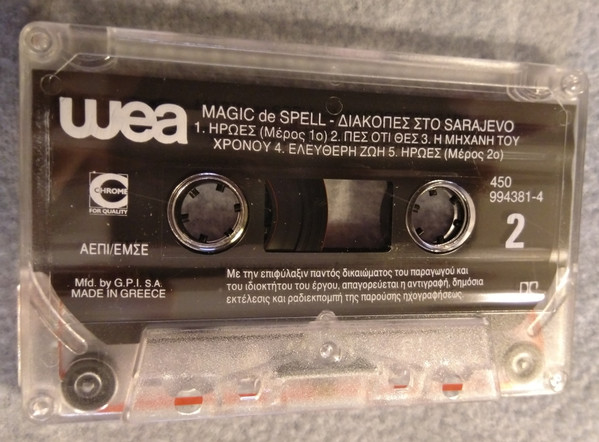 wea
MAGIC de SPELL - ΔΙΑΚΟΠΕΣ ΣΤΟ SARAJEVO
1. ΗΡΩΕΣ (Μέρος 1ο) 2. ΠΕΣ ΟΤΙ ΘΕΣ 3. Η ΜΗΧΑΝΗ ΤΟΥ
ΧΡΟΝΟΥ 4. ΕΛΕΥΘΕΡΗ ΖΩΗ 5. ΗΡΩΕΣ (Μέρος 2ο)
CHROME
FOR QUALITY
450
994381-4
2
ΑΕΠΙ/ΕΜΣΕ
Mfd. by G.P.I. S.A.
MADE IN GREECE
Με την επιφύλαξιν παντός δικαιώματος του παραγωγού και
του ιδιοκτήτου του έργου, απαγορεύεται η αντιγραφή, δημόσια
εκτέλεσις και ραδιεκπομπή της παρούσης ηχογραφήσεως.